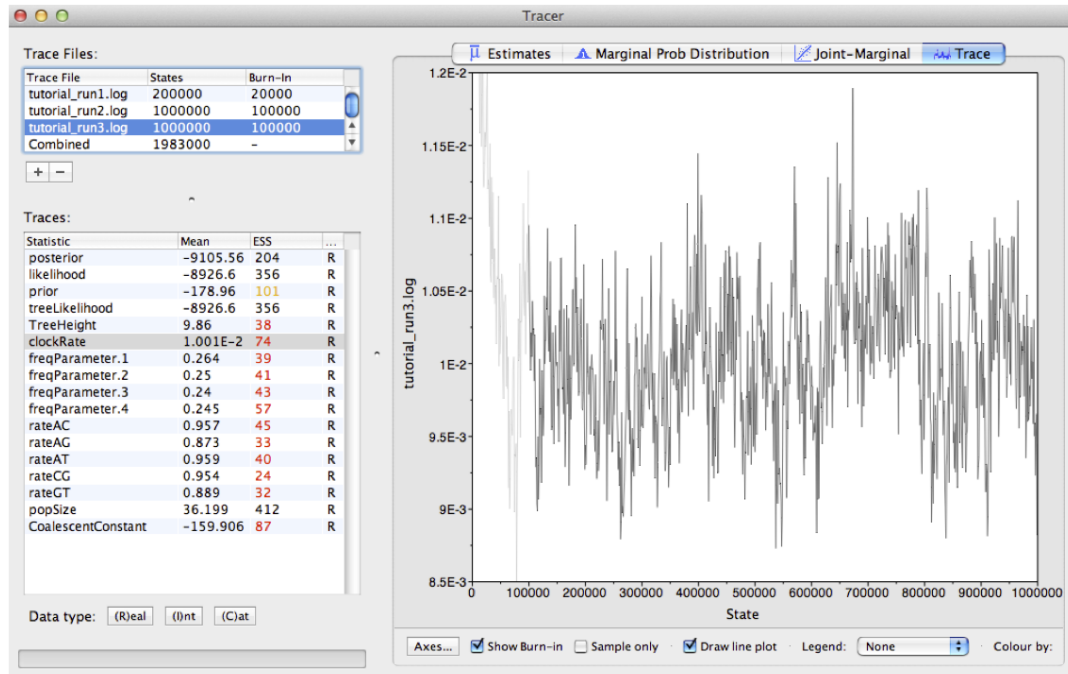 Tracer
Trace Files:
Trace File States Burn-In
tutorial_run1.log 200000 20000
tutorial_run2.log 1000000 100000
tutorial_run3.log 1000000 100000
Combined 1983000 -
+ −
Traces:
Statistic Mean ESS ...
posterior -9105.56 204 R
likelihood -8926.6 356 R
prior -178.96 101 R
treeLikelihood -8926.6 356 R
TreeHeight 9.86 38 R
clockRate 1.001E-2 74 R
freqParameter.1 0.264 39 R
freqParameter.2 0.25 41 R
freqParameter.3 0.24 43 R
freqParameter.4 0.245 57 R
rateAC 0.957 45 R
rateAG 0.873 33 R
rateAT 0.959 40 R
rateCG 0.954 24 R
rateGT 0.889 32 R
popSize 36.199 412 R
CoalescentConstant -159.906 87 R
Data type: (R)eal (I)nt (C)at
Estimates Marginal Prob Distribution Joint-Marginal Trace
1.2E-2
1.15E-2
1.1E-2
1.05E-2
1E-2
9.5E-3
9E-3
8.5E-3
tutorial_run3.log
0 100000 200000 300000 400000 500000 600000 700000 800000 900000 1000000
State
Axes... Show Burn-in Sample only Draw line plot Legend: None Colour by: